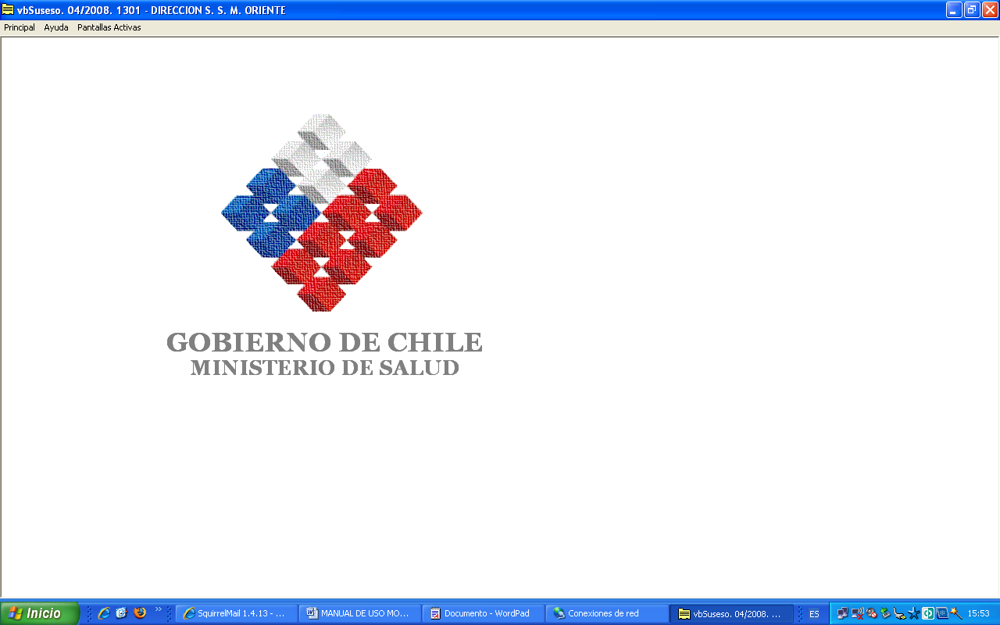 vbSuseso. 04/2008. 1301 - DIRECCION S. S. M. ORIENTE
Principal Ayuda Pantallas Activas
GOBIERNO DE CHILE
MINISTERIO DE SALUD
Inicio
SquirrelMail 1.4.13 - ...
MANUAL DE USO MO...
Documento - WordPad
Conexiones de red
vbSuseso. 04/2008. ...
ES
15:53